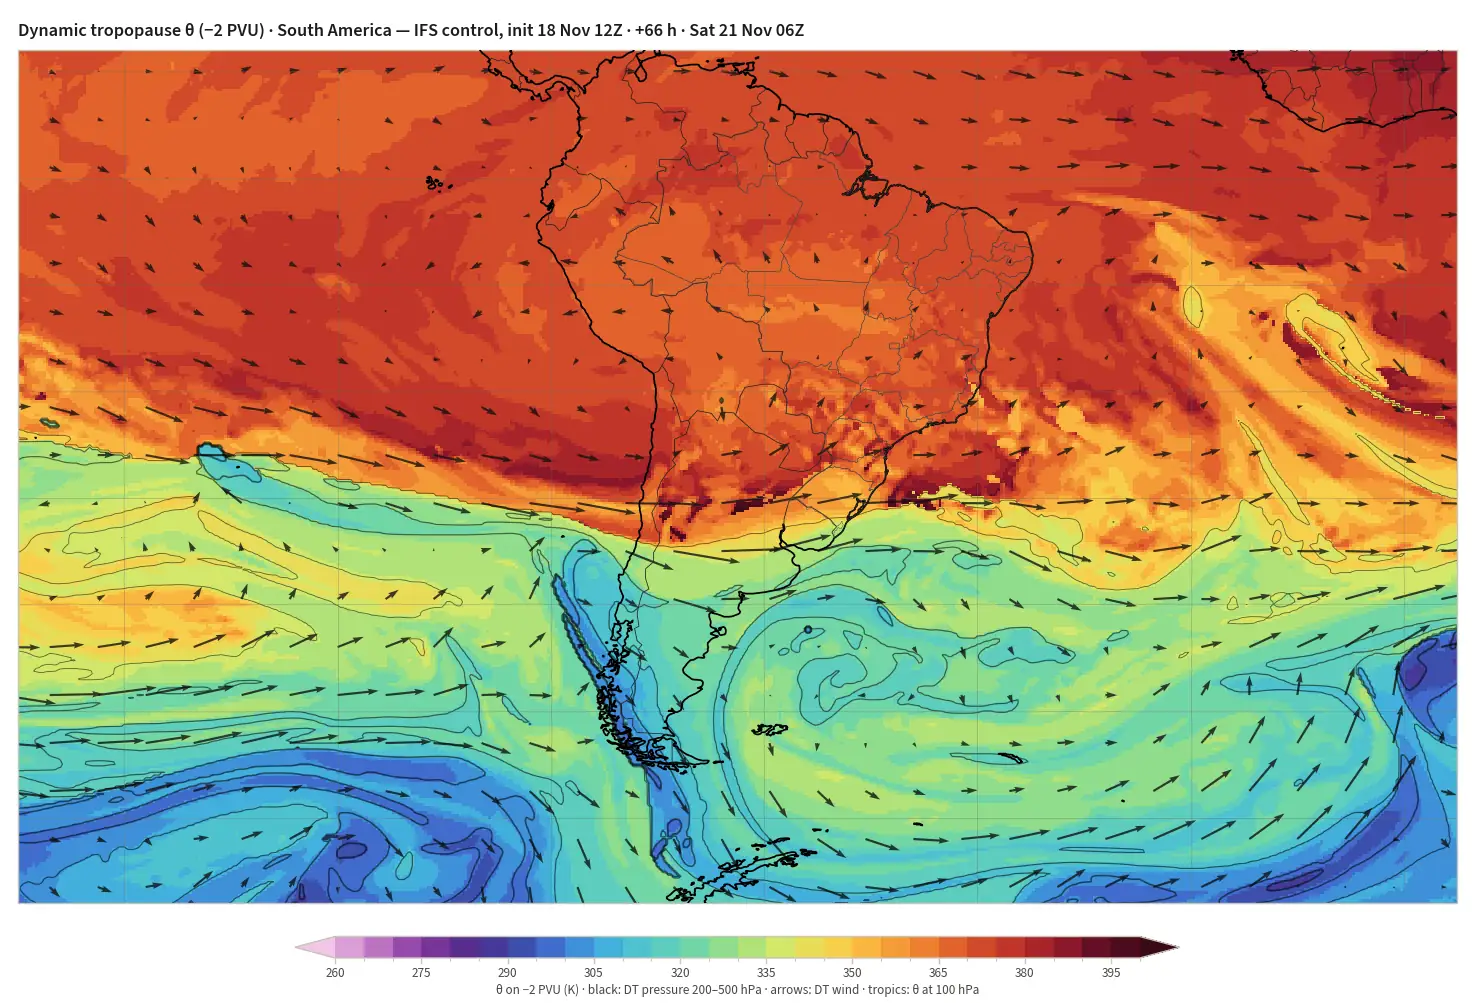 Dynamic tropopause θ (−2 PVU) · South America — IFS control, init 18 Nov 12Z · +66 h · Sat 21 Nov 06Z
260 275 290 305 320 335 350 365 380 395
θ on −2 PVU (K) · black: DT pressure 200–500 hPa · arrows: DT wind · tropics: θ at 100 hPa